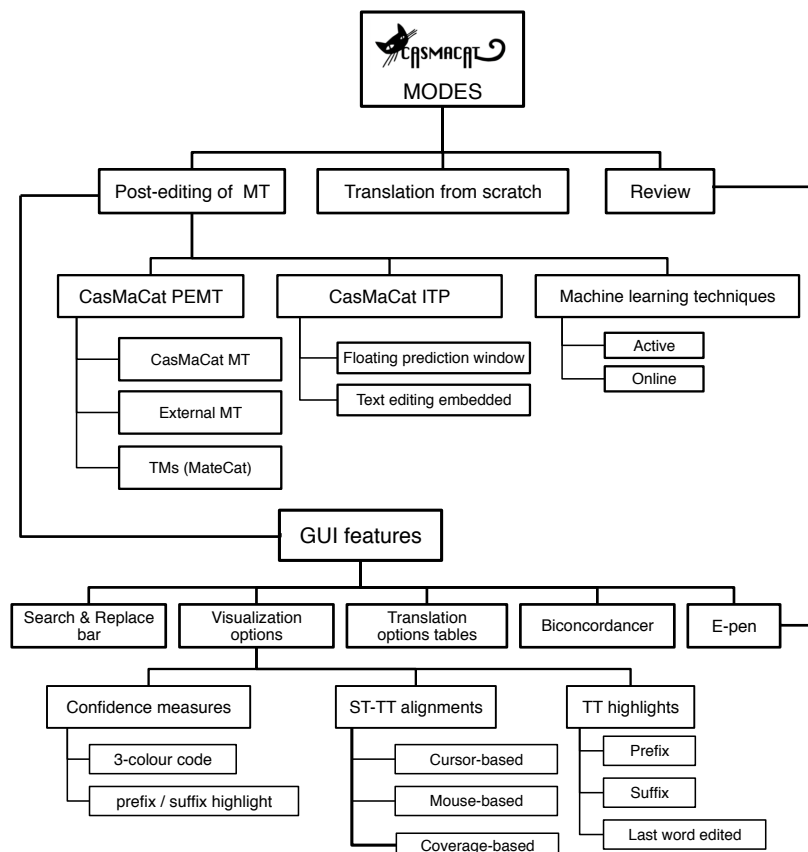 CASMACAT
MODES
Post-editing of MT
Translation from scratch
Review
CasMaCat PEMT
CasMaCat ITP
Machine learning techniques
CasMaCat MT
External MT
TMs (MateCat)
Floating prediction window
Text editing embedded
Active
Online
GUI features
Search & Replace
bar
Visualization
options
Translation
options tables
Biconcordancer
E-pen
Confidence measures
ST-TT alignments
TT highlights
3-colour code
prefix / suffix highlight
Cursor-based
Mouse-based
Coverage-based
Prefix
Suffix
Last word edited